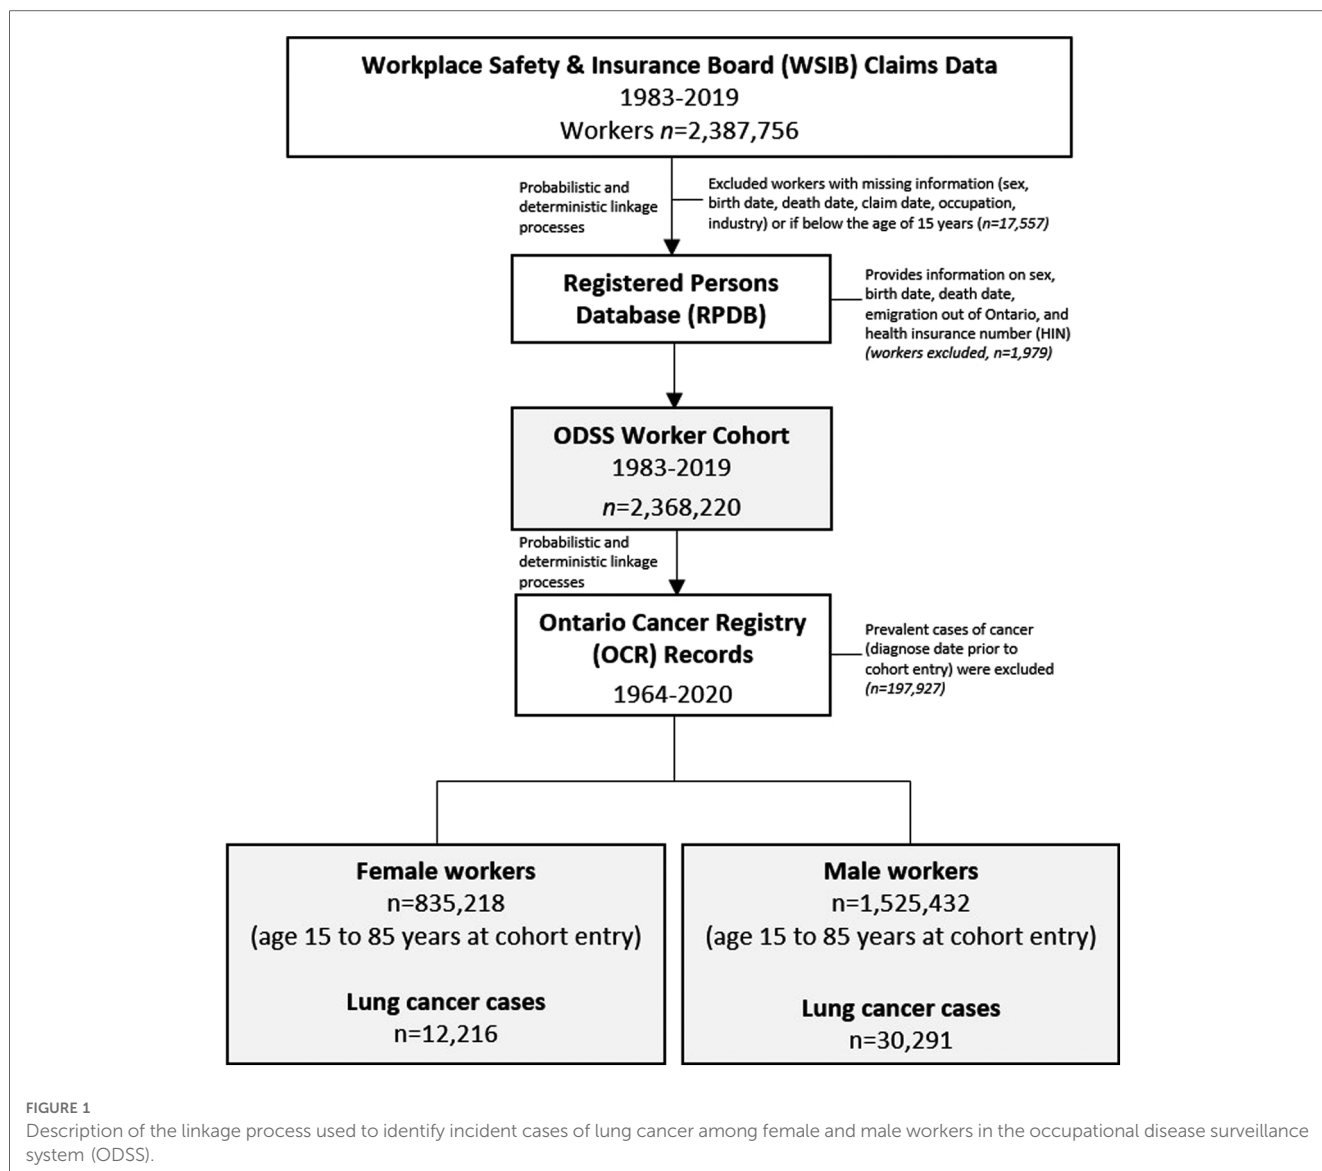 Workplace Safety & Insurance Board (WSIB) Claims Data
1983-2019
Workers n=2,387,756
Probabilistic and
deterministic linkage
processes
Excluded workers with missing information (sex,
birth date, death date, claim date, occupation,
industry) or if below the age of 15 years (n=17,557)
Registered Persons
Database (RPDB)
Provides information on sex,
birth date, death date,
emigration out of Ontario, and
health insurance number (HIN)
(workers excluded, n=1,979)
ODSS Worker Cohort
1983-2019
n=2,368,220
Probabilistic and
deterministic linkage
processes
Ontario Cancer Registry
(OCR) Records
1964-2020
Prevalent cases of cancer
(diagnose date prior to
cohort entry) were excluded
(n=197,927)
Female workers
n=835,218
(age 15 to 85 years at cohort entry)
Lung cancer cases
n=12,216
Male workers
n=1,525,432
(age 15 to 85 years at cohort entry)
Lung cancer cases
n=30,291
FIGURE 1
Description of the linkage process used to identify incident cases of lung cancer among female and male workers in the occupational disease surveillance
system (ODSS).